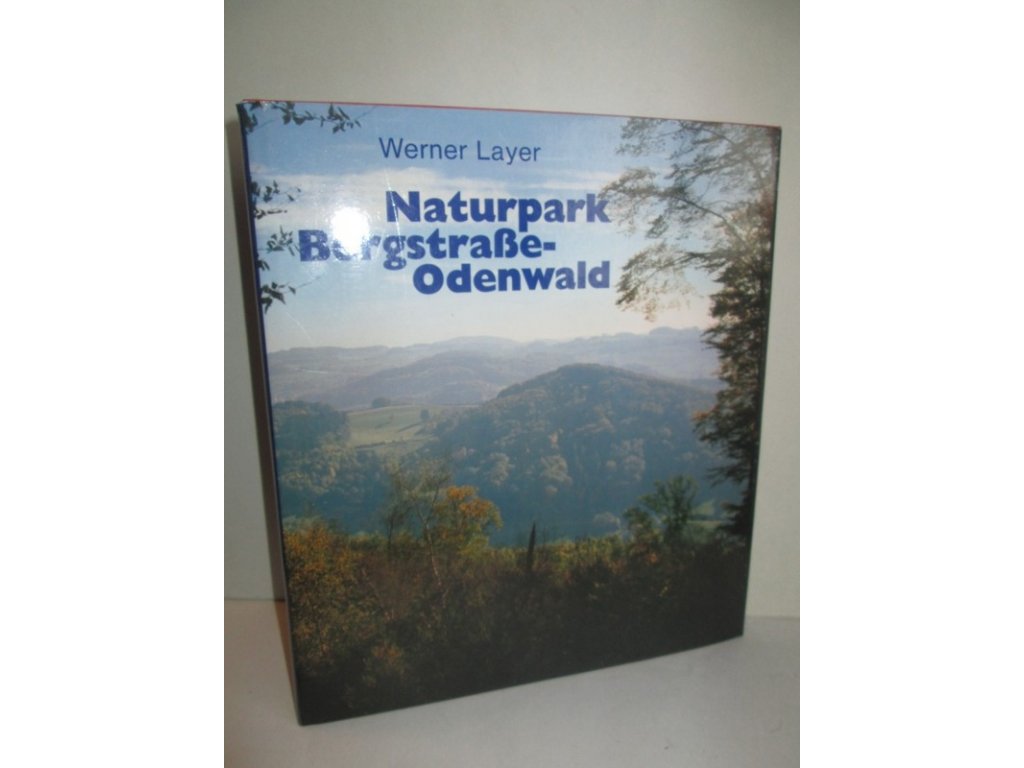 Werner Layer
Naturpark
Bergstraße-
Odenwald